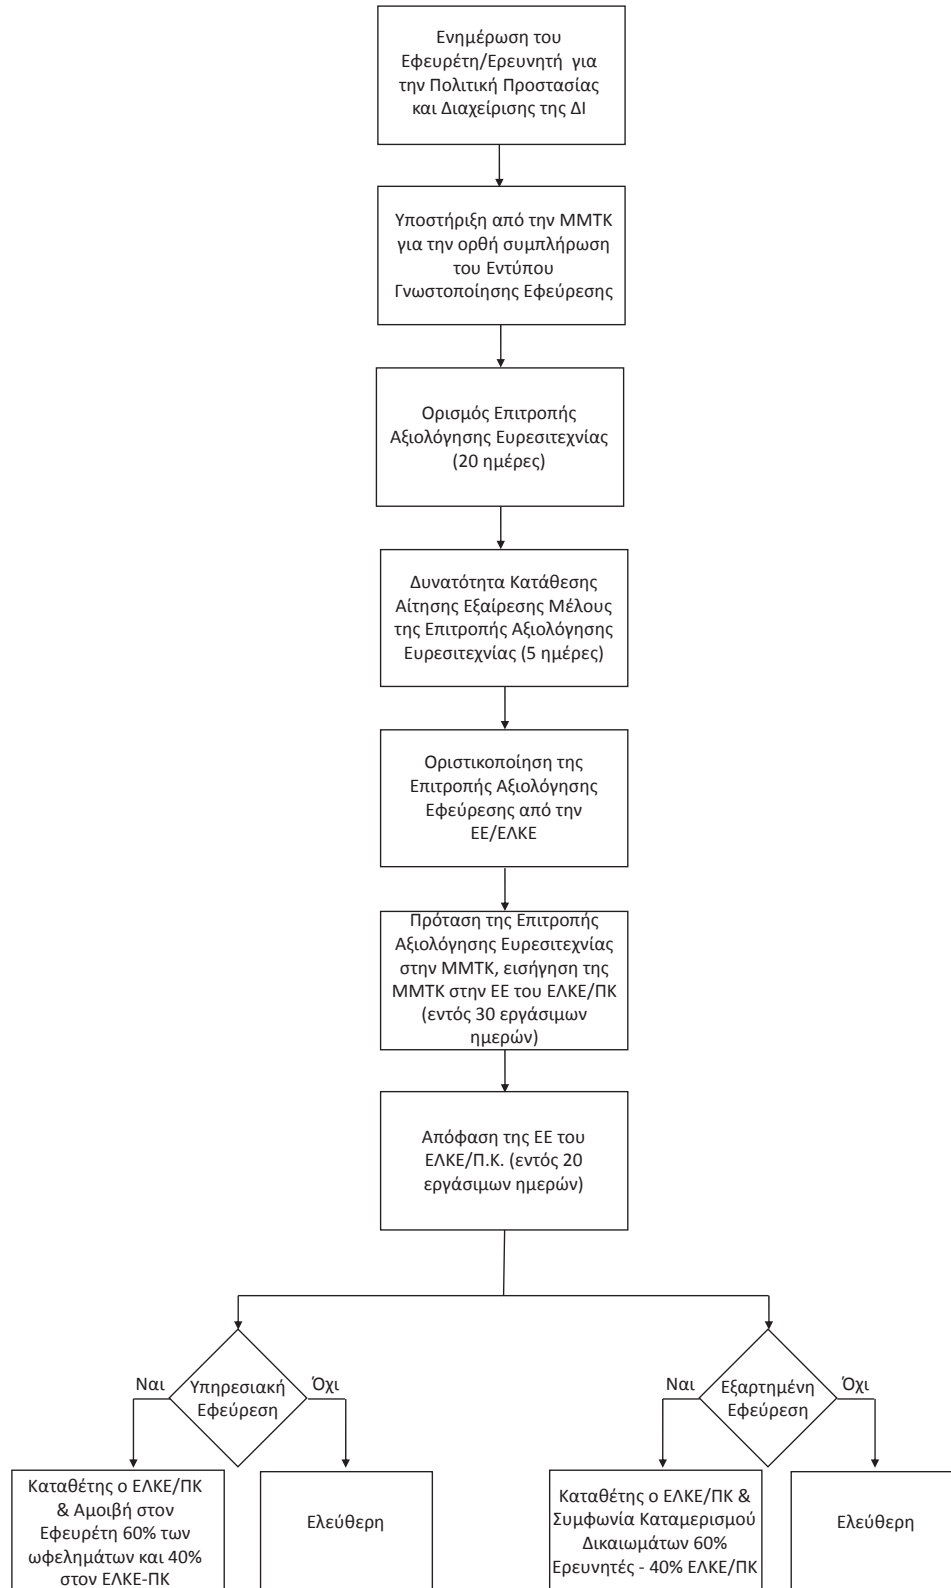 Ενημέρωση του
Εφευρέτη/Ερευνητή για
την Πολιτική Προστασίας
και Διαχείρισης της ΔΙ
Υποστήριξη από την ΜΜΤΚ
για την ορθή συμπλήρωση
του Εντύπου
Γνωστοποίησης Εφεύρεσης
Ορισμός Επιτροπής
Αξιολόγησης Ευρεσιτεχνίας
(20 ημέρες)
Δυνατότητα Κατάθεσης
Αίτησης Εξαίρεσης Μέλους
της Επιτροπής Αξιολόγησης
Ευρεσιτεχνίας (5 ημέρες)
Οριστικοποίηση της
Επιτροπής Αξιολόγησης
Εφεύρεσης από την
ΕΕ/ΕΛΚΕ
Πρόταση της Επιτροπής
Αξιολόγησης Ευρεσιτεχνίας
στην ΜΜΤΚ, εισήγηση της
ΜΜΤΚ στην ΕΕ του ΕΛΚΕ/ΠΚ
(εντός 30 εργάσιμων
ημερών)
Απόφαση της ΕΕ του
ΕΛΚΕ/Π.Κ. (εντός 20
εργάσιμων ημερών)
Ναι
Υπηρεσιακή
Εφεύρεση
Όχι
Ναι
Εξαρτημένη
Εφεύρεση
Όχι
Καταθέτης ο ΕΛΚΕ/ΠΚ
& Αμοιβή στον
Εφευρέτη 60% των
ωφελημάτων και 40%
στον ΕΛΚΕ-ΠΚ
Ελεύθερη
Καταθέτης ο ΕΛΚΕ/ΠΚ &
Συμφωνία Καταμερισμού
Δικαιωμάτων 60%
Ερευνητές - 40% ΕΛΚΕ/ΠΚ
Ελεύθερη